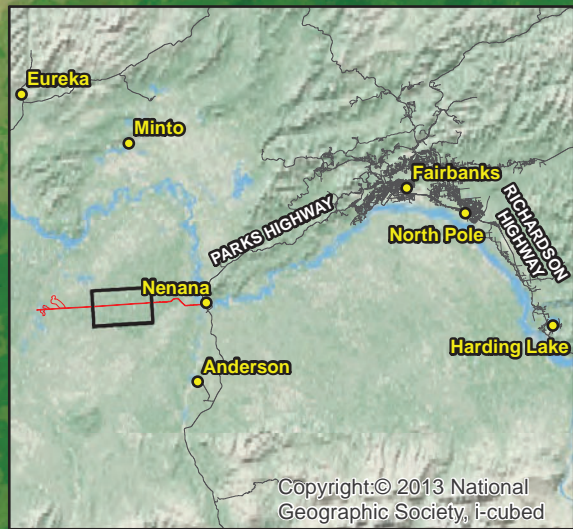 Eureka
Minto
Fairbanks
PARKS HIGHWAY
North Pole
RICHARDSON
HIGHWAY
Nenana
Harding Lake
Anderson
Copyright:© 2013 National
Geographic Society, i-cubed